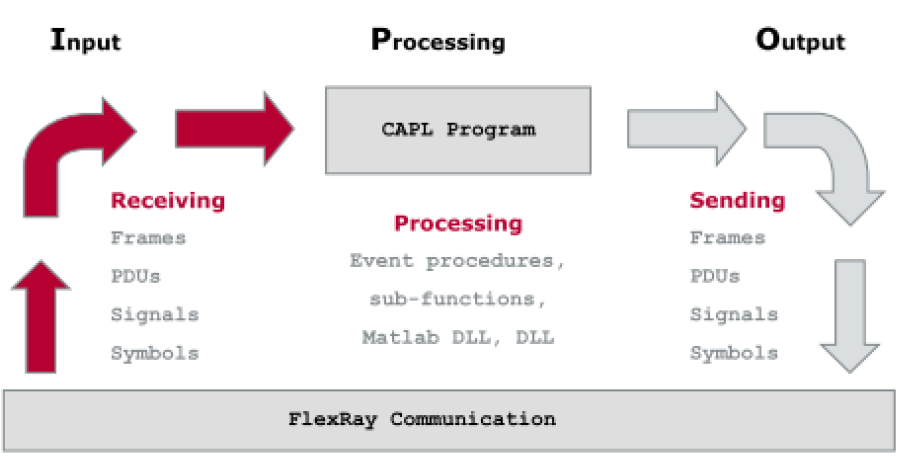 Input
Processing
Output
CAPL Program
Receiving
Frames
PDUs
Signals
Symbols
Processing
Event procedures,
sub-functions,
Matlab DLL, DLL
Sending
Frames
PDUs
Signals
Symbols
FlexRay Communication